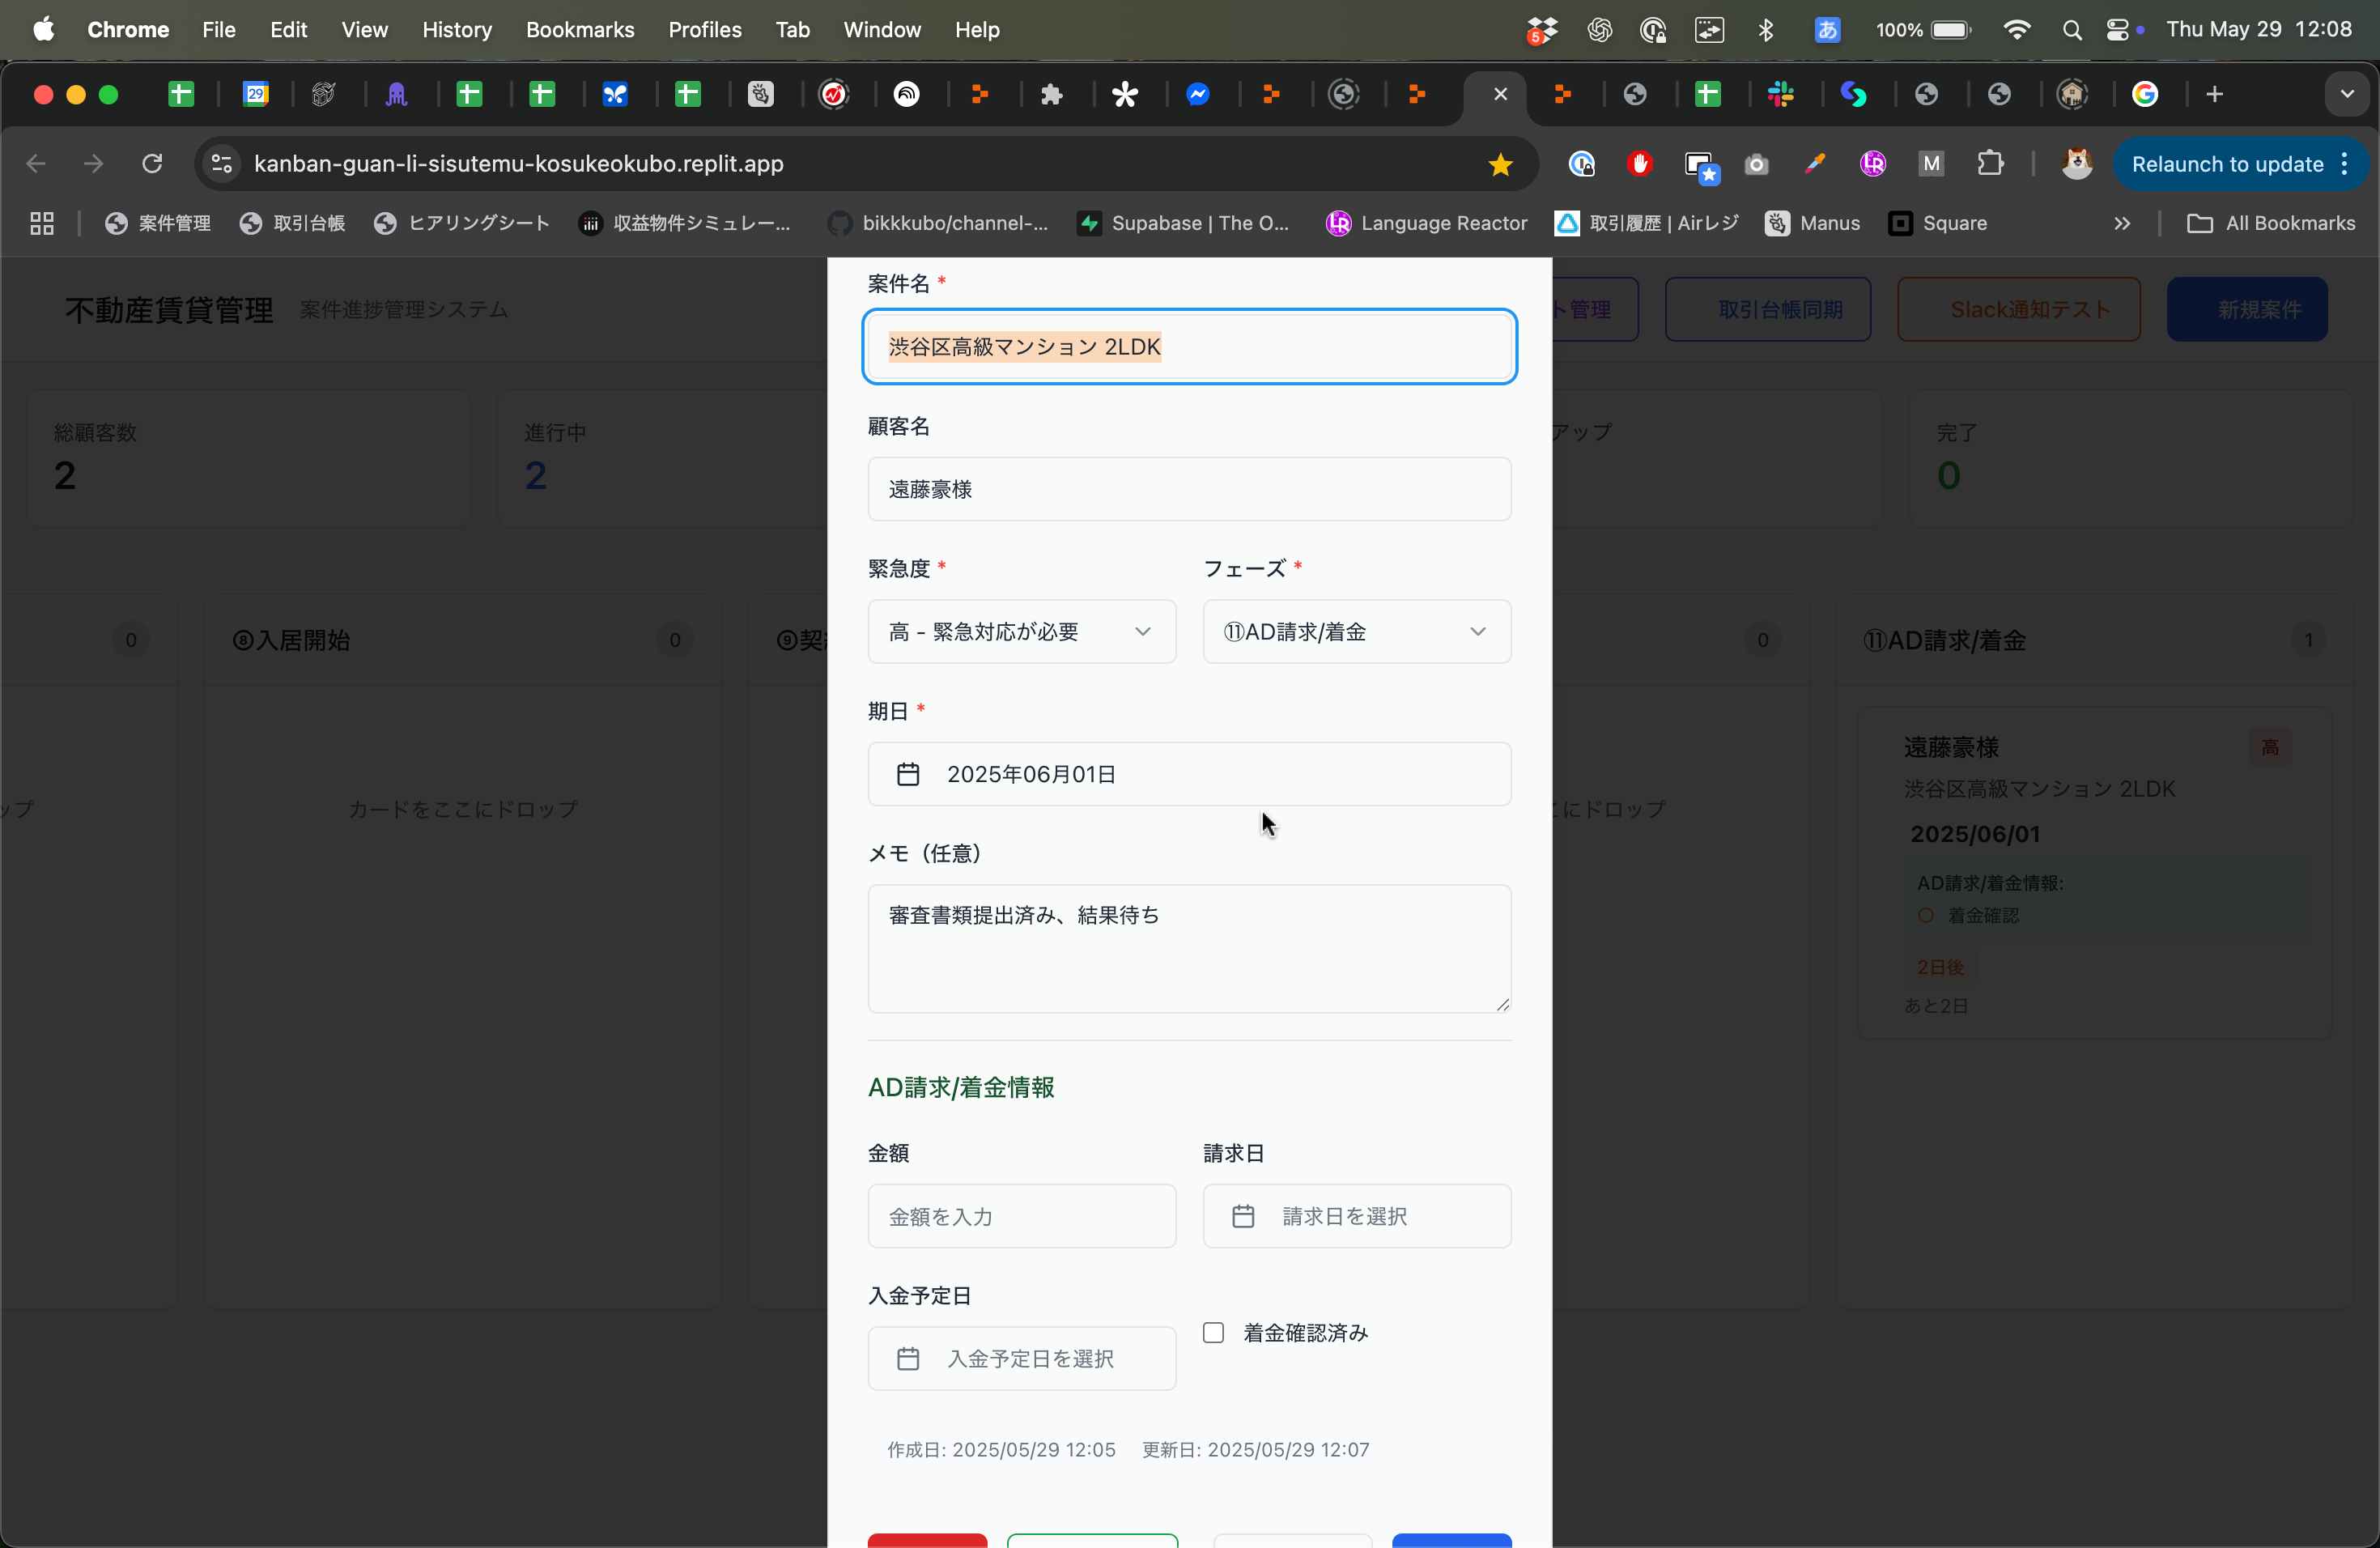 Chrome File Edit View History Bookmarks Profiles Tab Window Help 5 あ 100% Thu May 29 12:08
29
kanban-guan-li-sisutemu-kosukeokubo.replit.app M Relaunch to update
案件管理 取引台帳 ヒアリングシート 収益物件シミュレー... bikkkubo/channel-... Supabase | The O... LR Language Reactor 取引履歴 | Airレジ Manus Square » All Bookmarks
不動産賃貸管理 案件進捗管理システム ト管理 取引台帳同期 Slack通知テスト 新規案件
総顧客数
2
進行中
2
アップ
完了
0
0
⑧入居開始 0
⑨契
0
⑪AD請求/着金 1
ップ
カードをここにドップ
こにドロップ
遠藤豪様 高
渋谷区高級マンション 2LDK
2025/06/01
AD請求/着金情報:
着金確認
2日後
あと2日
案件名 *
渋谷区高級マンション 2LDK
顧客名
遠藤豪様
緊急度 * フェーズ *
高 - 緊急対応が必要 ⑪AD請求/着金
期日 *
2025年06月01日
メモ（任意）
審査書類提出済み、結果待ち
AD請求/着金情報
金額 請求日
金額を入力 請求日を選択
入金予定日
入金予定日を選択 着金確認済み
作成日: 2025/05/29 12:05 更新日: 2025/05/29 12:07